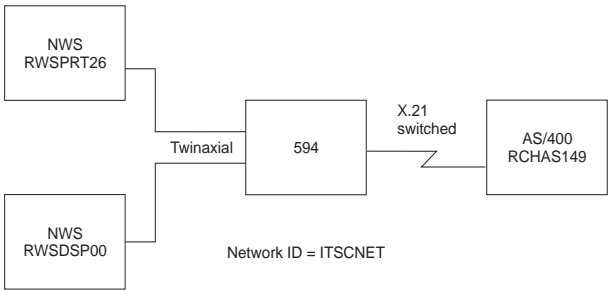 NWS
RWSPRT26
Twinaxial
594
X.21
switched
AS/400
RCHAS149
NWS
RWSDSP00
Network ID = ITSCNET